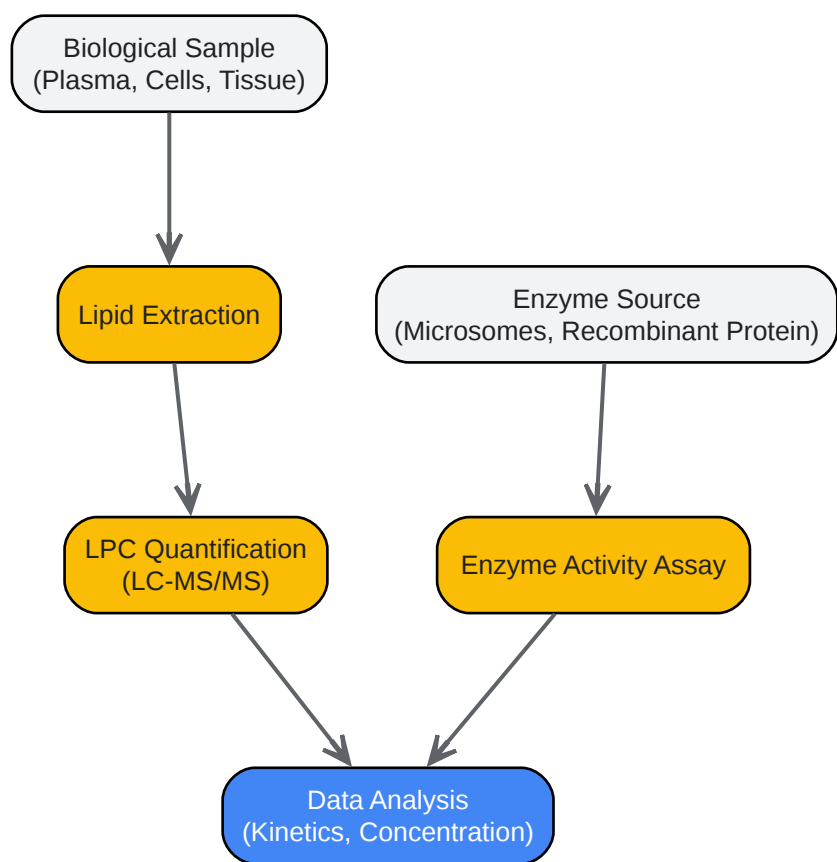 Biological Sample
(Plasma, Cells, Tissue)
Lipid Extraction
Enzyme Source
(Microsomes, Recombinant Protein)
LPC Quantification
(LC-MS/MS)
Enzyme Activity Assay
Data Analysis
(Kinetics, Concentration)